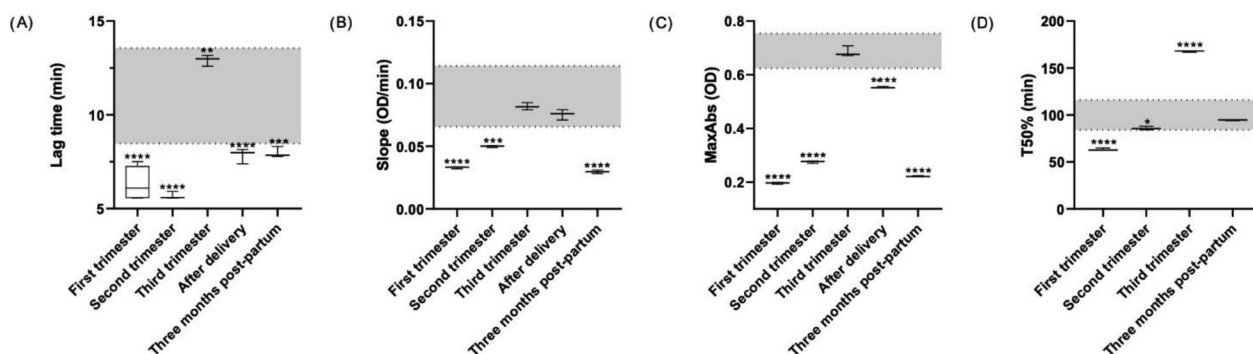 (A)
Lag time (min)
15
10
5
****
****
**
****
***
First trimester
Second trimester
Third trimester
After delivery
Three months post-partum
(B)
Slope (OD/min)
0.15
0.10
0.05
0.00
****
***
****
First trimester
Second trimester
Third trimester
After delivery
Three months post-partum
(C)
MaxAbs (OD)
0.8
0.6
0.4
0.2
****
****
****
****
First trimester
Second trimester
Third trimester
After delivery
Three months post-partum
(D)
T50% (min)
200
150
100
50
0
****
*
****
First trimester
Second trimester
Third trimester
Three months post-partum